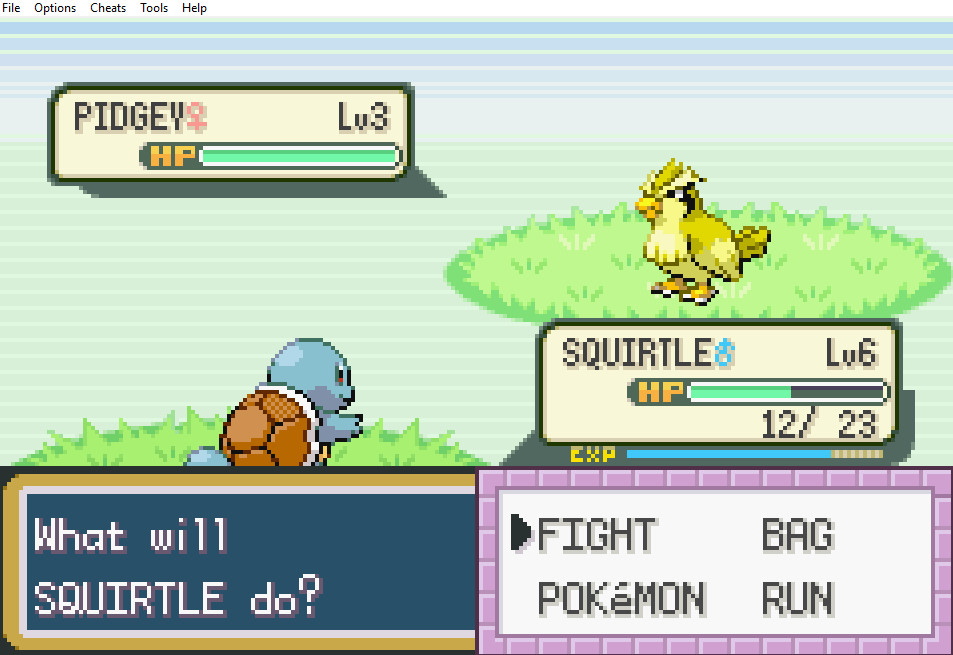 File Options Cheats Tools Help
PIDGEY♀ Lv3
HP
SQUIRTLE♂ Lv6
HP
12/ 23
EXP
What will
SQUIRTLE do?
▶FIGHT BAG
POKéMON RUN